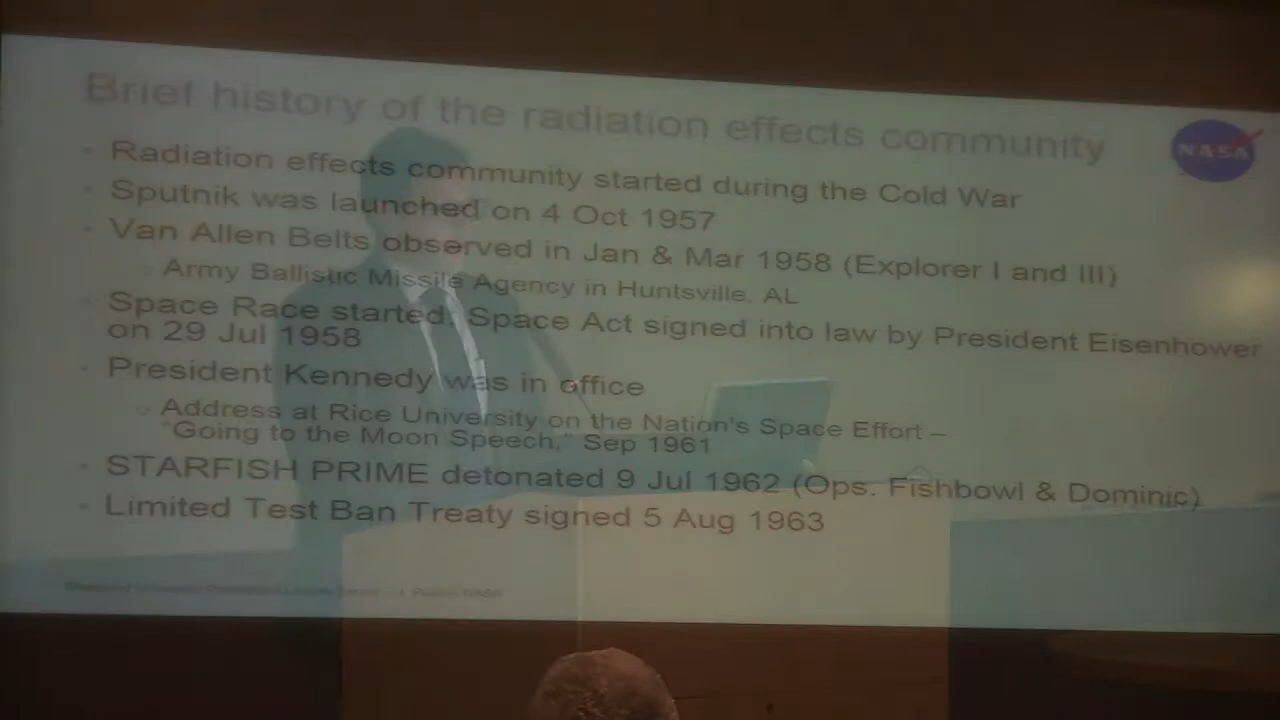 Brief history of the radiation effects community
NASA
Radiation effects community started during the Cold War
Sputnik was launched on 4 Oct 1957
Van Allen Belts observed in Jan & Mar 1958 (Explorer I and III)
Army Ballistic Missile Agency in Huntsville, AL
Space Race started. Space Act signed into law by President Eisenhower
on 29 Jul 1958
President Kennedy was in office
Address at Rice University on the Nation's Space Effort –
"Going to the Moon Speech," Sep 1961
STARFISH PRIME detonated 9 Jul 1962 (Ops. Fishbowl & Dominic)
Limited Test Ban Treaty signed 5 Aug 1963